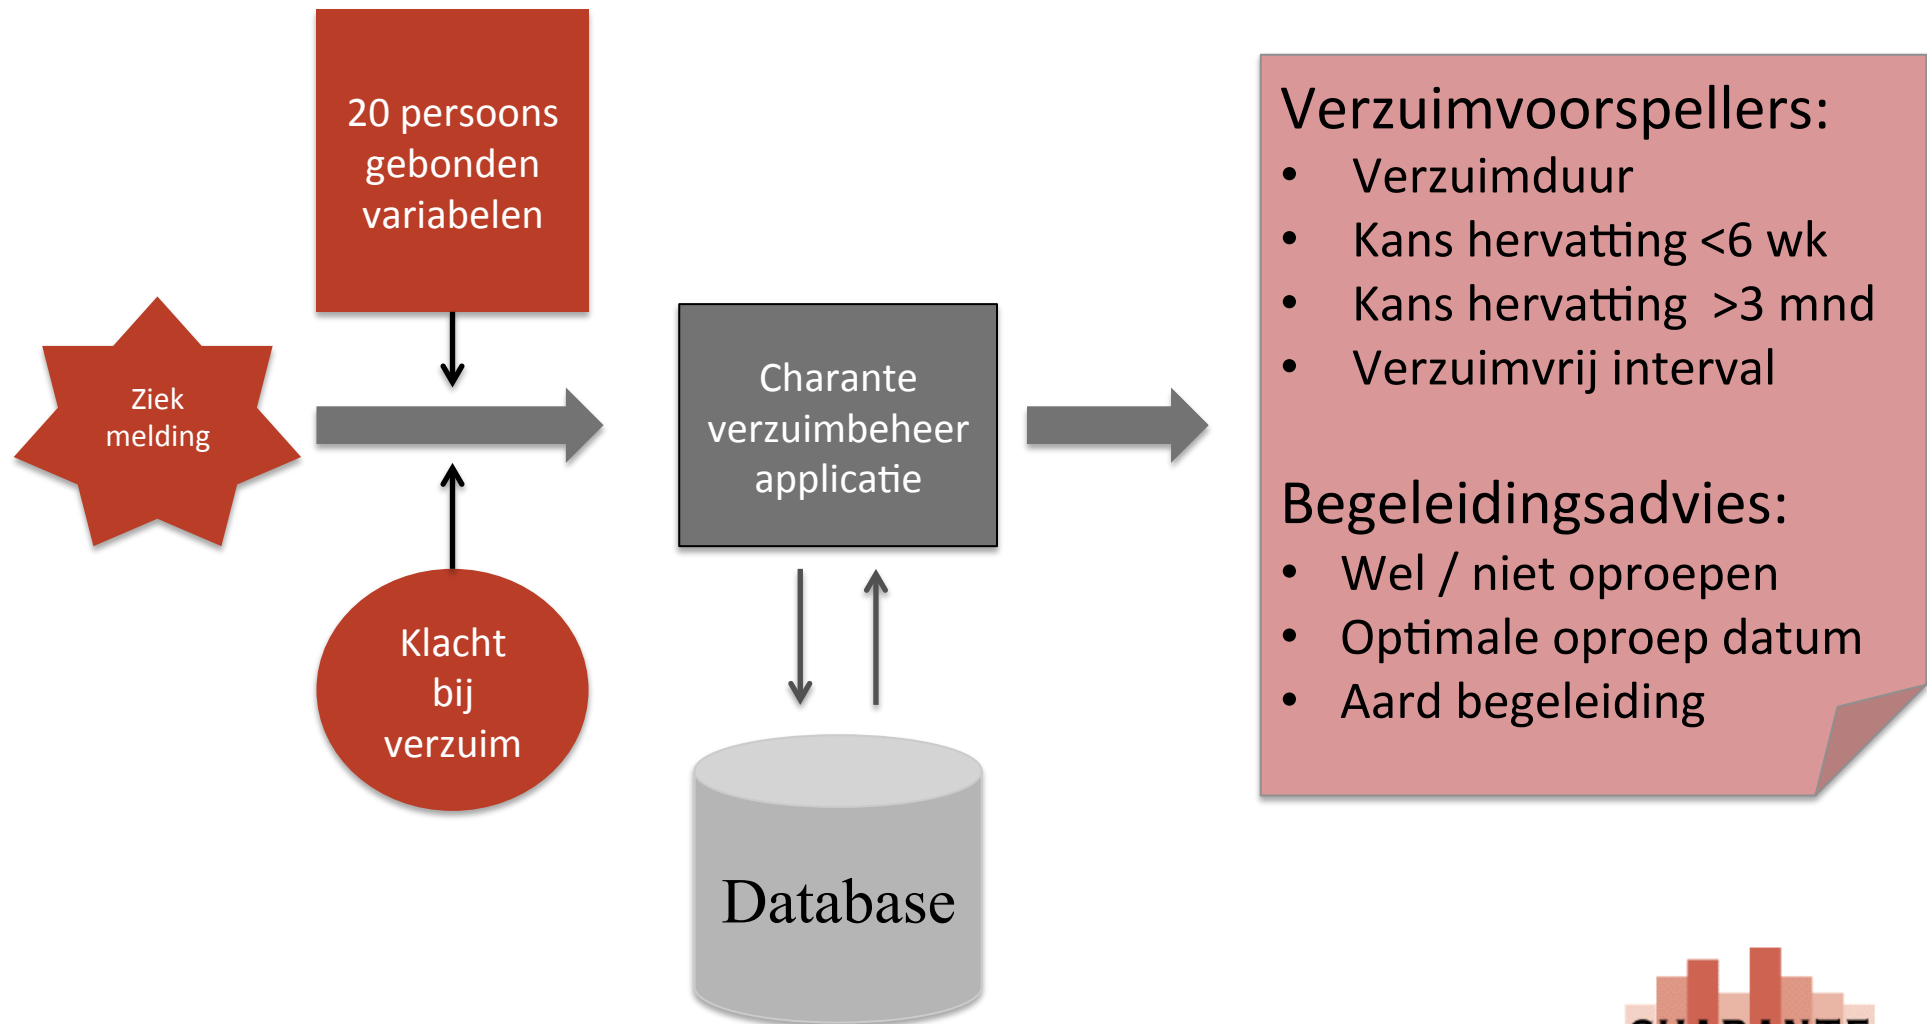 20 persoons
gebonden
variabelen
Ziek
melding
Klacht
bij
verzuim
Charante
verzuimbeheer
applicatie
Database
Verzuimvoorspellers:
• Verzuimduur
• Kans hervatting <6 wk
• Kans hervatting >3 mnd
• Verzuimvrij interval
Begeleidingsadvies:
• Wel / niet oproepen
• Optimale oproep datum
• Aard begeleiding
CHARANTE